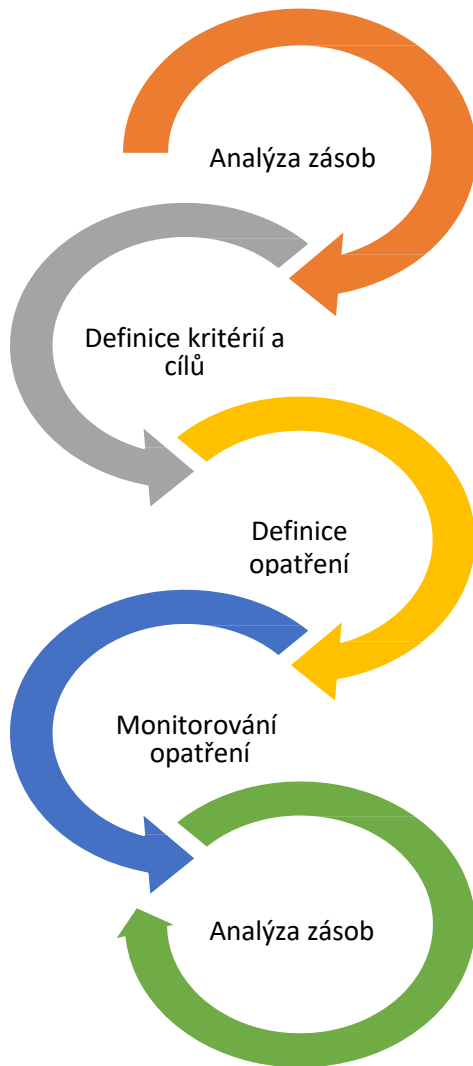 Analýza zásob
Definice kritérií a
cílů
Definice
opatření
Monitorování
opatření
Analýza zásob